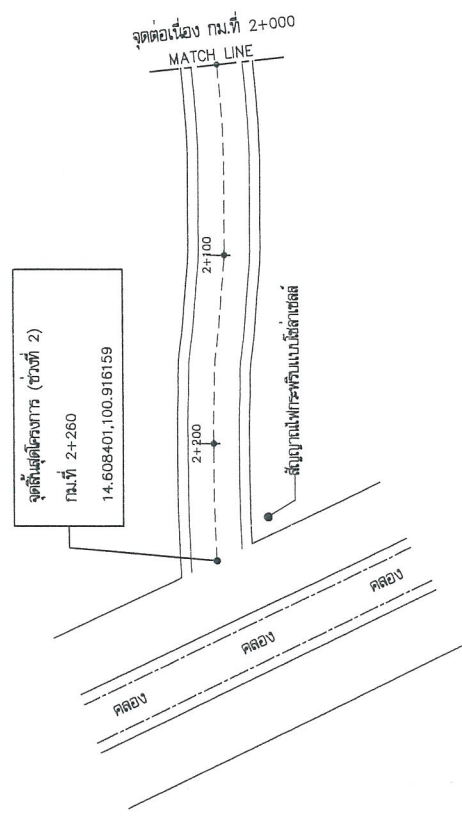 จุดต่อเนื่อง กม.ที่ 2+000
MATCH LINE
2+100
จุดสิ้นสุดโครงการ (ช่วงที่ 2)
กม.ที่ 2+260
14.608401,100.916159
2+200
สัญญาณไฟกระพริบแบบโซล่าเซลล์
คลอง
คลอง
คลอง